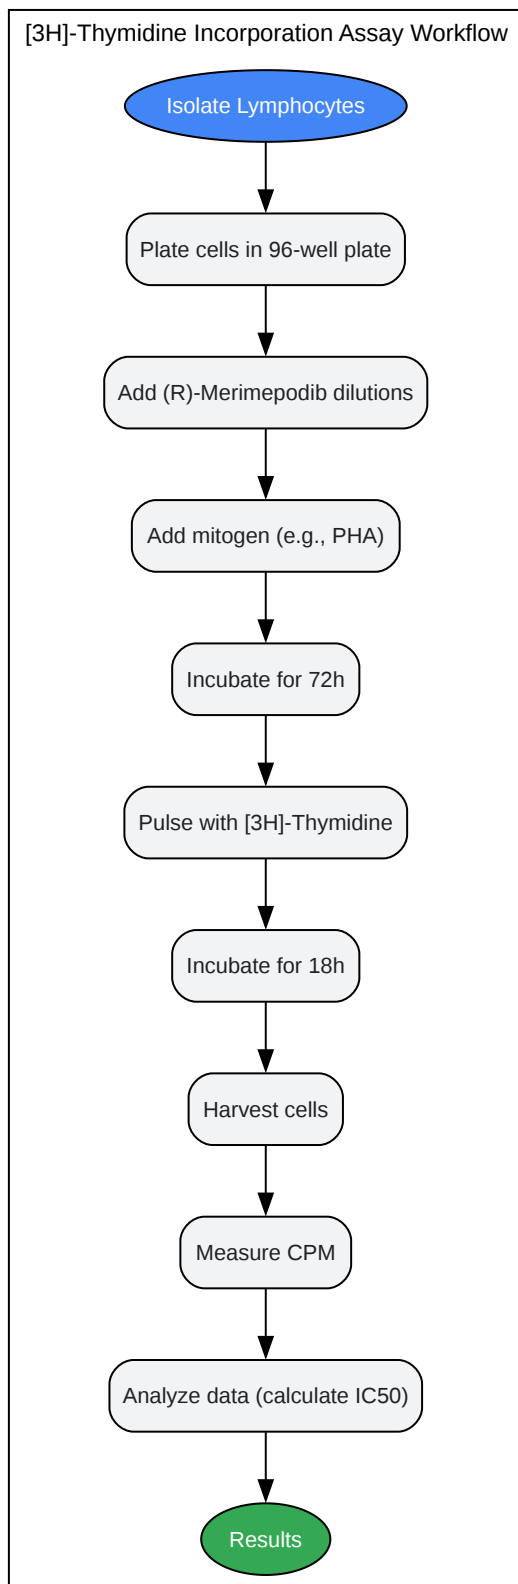 [3H]-Thymidine Incorporation Assay Workflow
Isolate Lymphocytes
Plate cells in 96-well plate
Add (R)-Merimepodib dilutions
Add mitogen (e.g., PHA)
Incubate for 72h
Pulse with [3H]-Thymidine
Incubate for 18h
Harvest cells
Measure CPM
Analyze data (calculate IC50)
Results